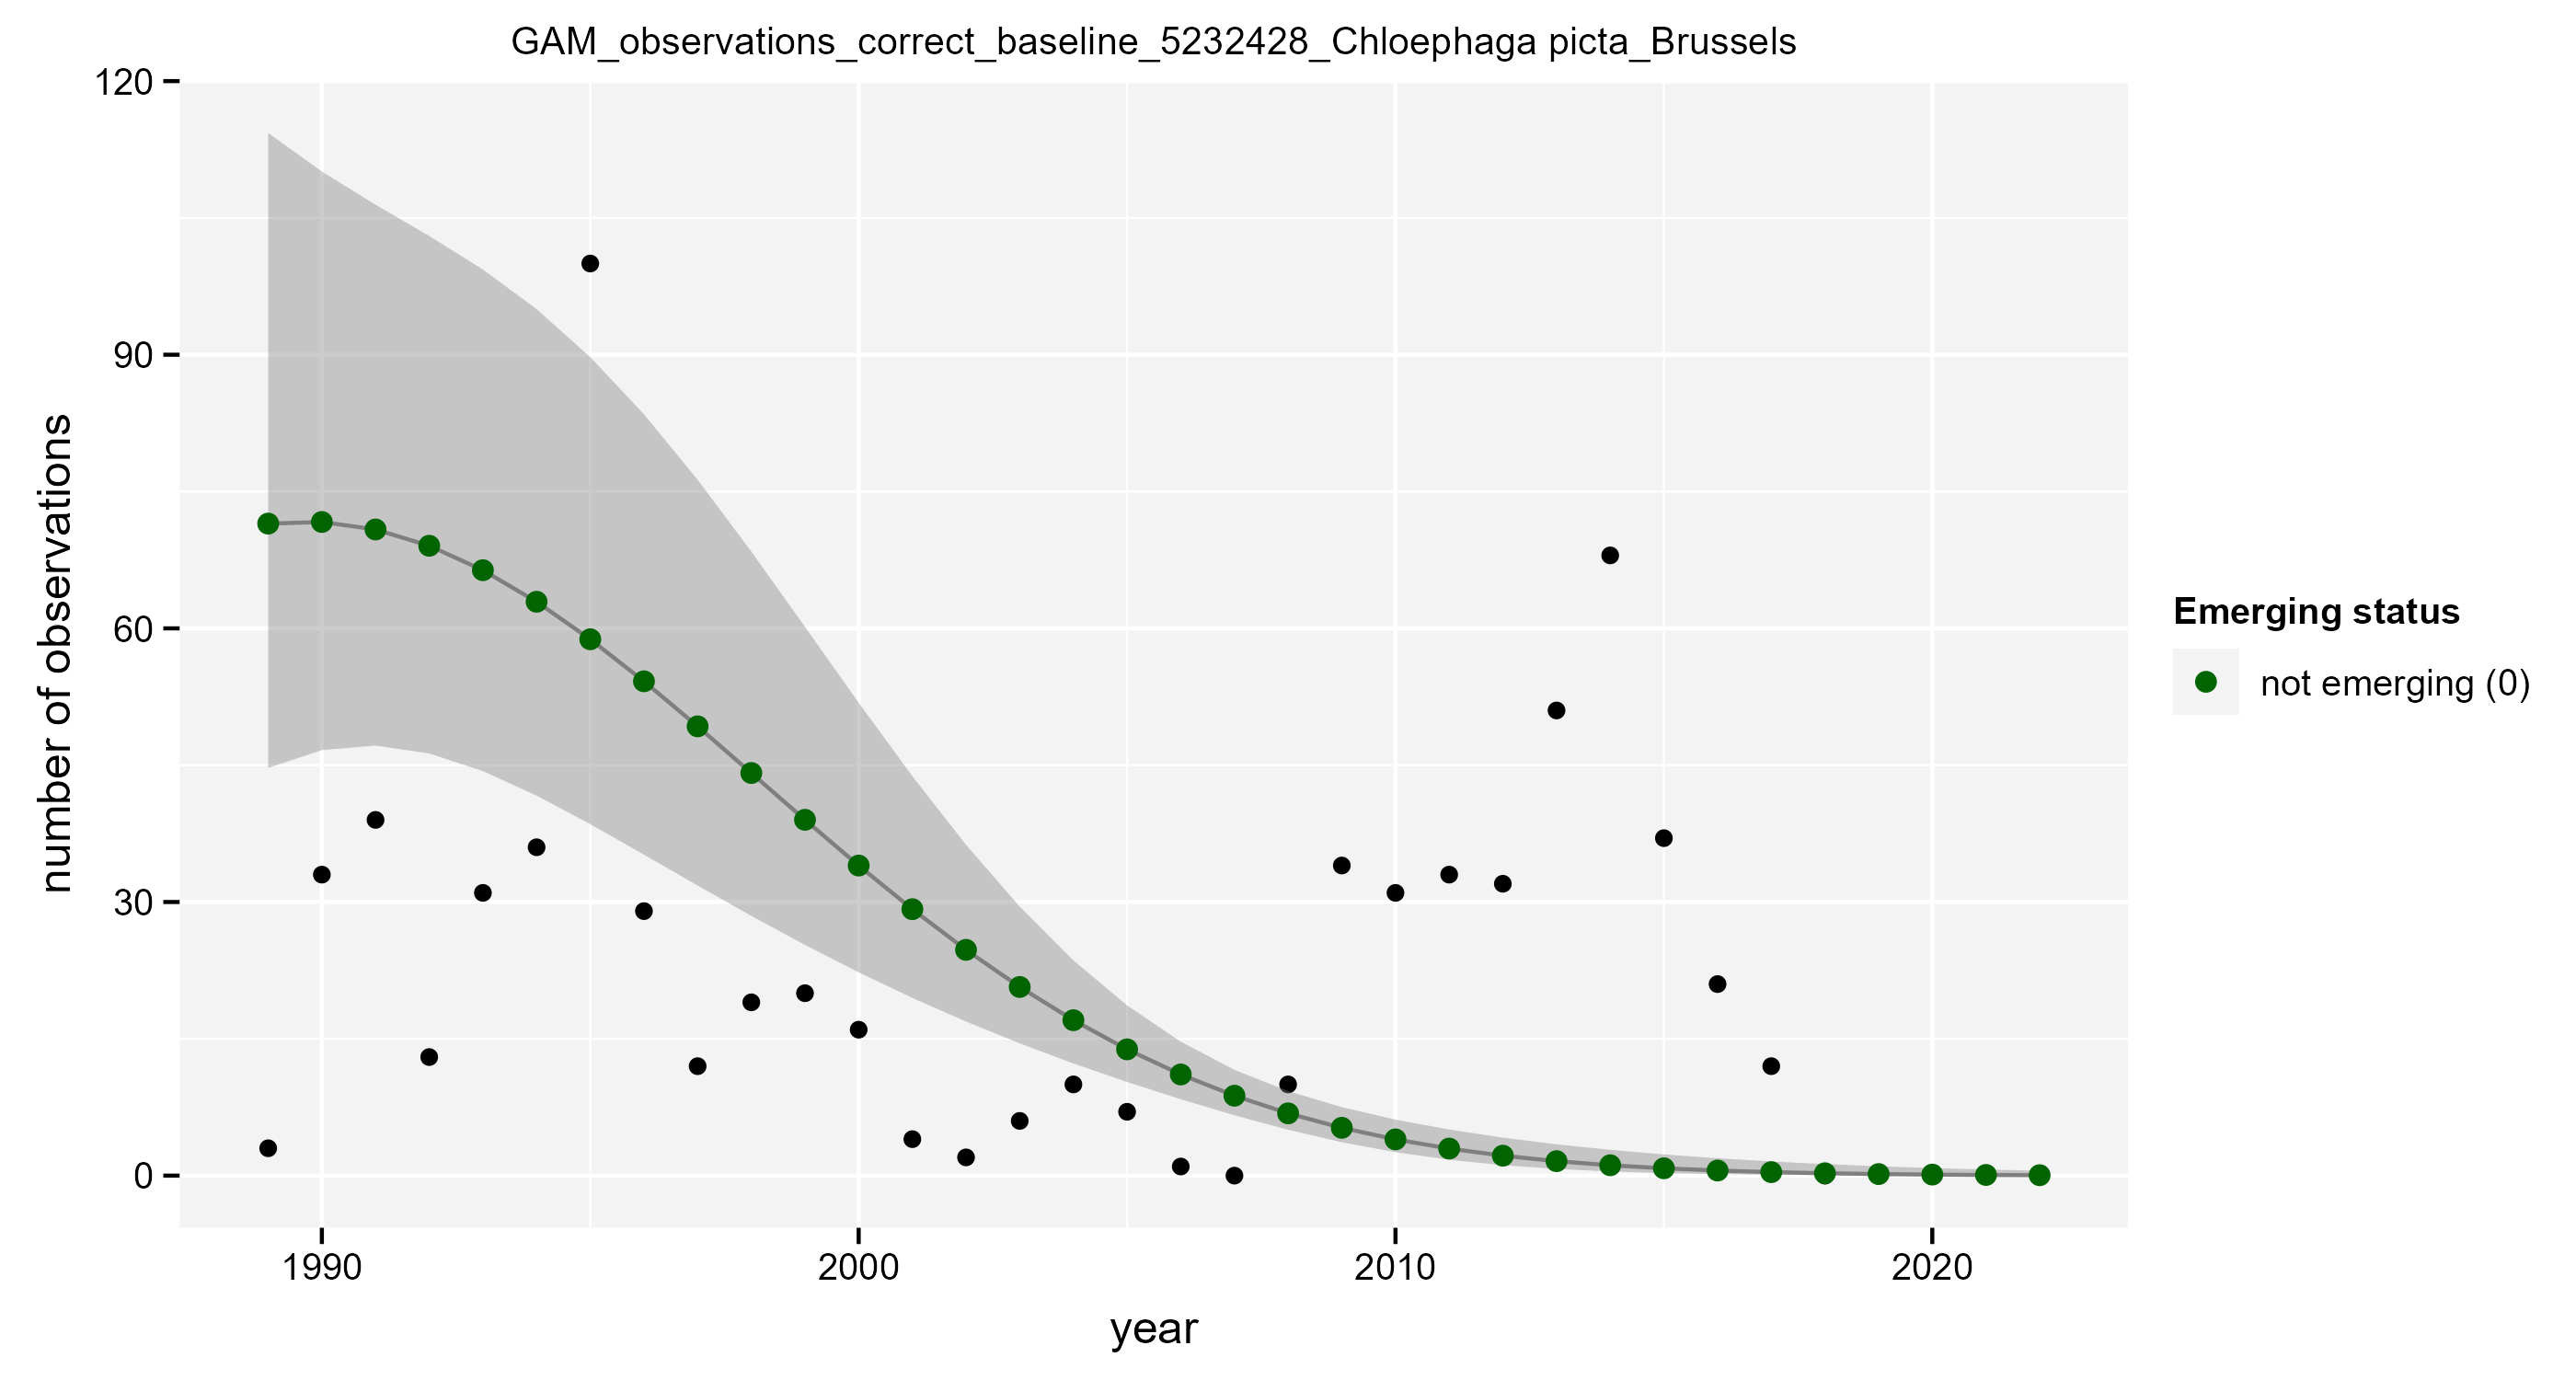 GAM_observations_correct_baseline_5232428_Chloephaga picta_Brussels
120
90
60
30
0
number of observations
1990 2000 2010 2020
year
Emerging status
not emerging (0)